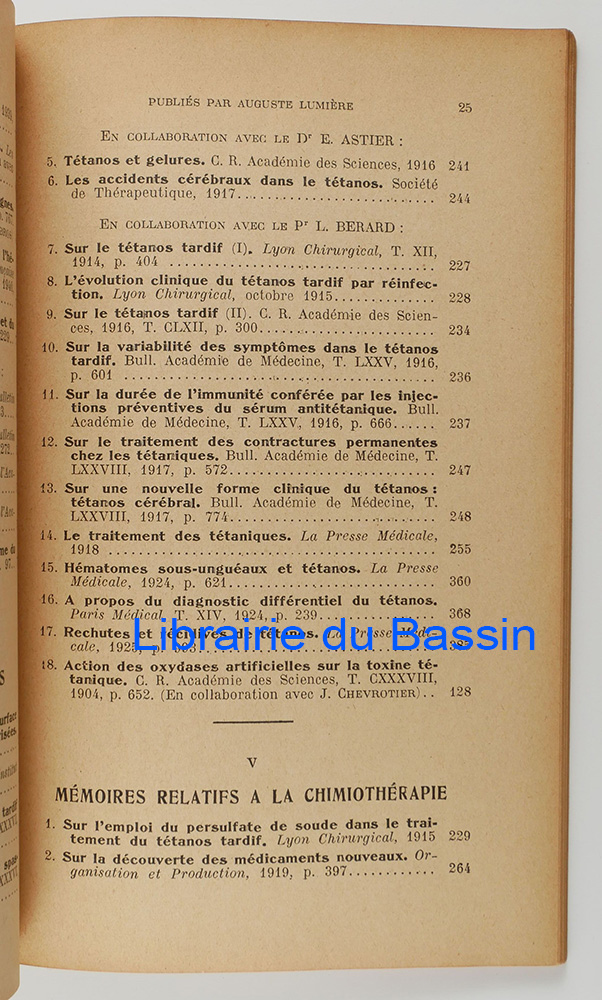 PUBLIÉS PAR AUGUSTE LUMIÈRE 25
EN COLLABORATION AVEC LE Dr E. ASTIER :
5. Tétanos et gelures. C. R. Académie des Sciences, 1916 241
6. Les accidents cérébraux dans le tétanos. Société
de Thérapeutique, 1917........................... 244
EN COLLABORATION AVEC LE Pr L. BERARD :
7. Sur le tétanos tardif (I). Lyon Chirurgical, T. XII,
1914, p. 404 ................................... 227
8. L'évolution clinique du tétanos tardif par réinfec-
tion. Lyon Chirurgical, octobre 1915............... 228
9. Sur le tétanos tardif (II). C. R. Académie des Scien-
ces, 1916, T. CLXII, p. 300....................... 234
10. Sur la variabilité des symptômes dans le tétanos
tardif. Bull. Académie de Médecine, T. LXXV, 1916,
p. 601 ......................................... 236
11. Sur la durée de l'immunité conférée par les injec-
tions préventives du sérum antitétanique. Bull.
Académie de Médecine, T. LXXV, 1916, p. 666...... 237
12. Sur le traitement des contractures permanentes
chez les tétaniques. Bull. Académie de Médecine, T.
LXXVIII, 1917, p. 572........................... 247
13. Sur une nouvelle forme clinique du tétanos :
tétanos cérébral. Bull. Académie de Médecine, T.
LXXVIII, 1917, p. 774........................... 248
14. Le traitement des tétaniques. La Presse Médicale,
1918 ........................................... 255
15. Hématomes sous-unguéaux et tétanos. La Presse
Médicale, 1924, p. 621........................... 360
16. A propos du diagnostic différentiel du tétanos.
Paris Médical, T. XIV, 1924, p. 239............... 368
17. Rechutes et récidives de tétanos. La Presse Médi-
cale, 1925, p.
Librairie du Bassin
18. Action des oxydases artificielles sur la toxine té-
tanique. C. R. Académie des Sciences, T. CXXXVIII,
1904, p. 652. (En collaboration avec J. CHEVROTIER).. 128
V
MÉMOIRES RELATIFS A LA CHIMIOTHÉRAPIE
1. Sur l'emploi du persulfate de soude dans le trai-
tement du tétanos tardif. Lyon Chirurgical, 1915 229
2. Sur la découverte des médicaments nouveaux. Or-
ganisation et Production, 1919, p. 397............ 264